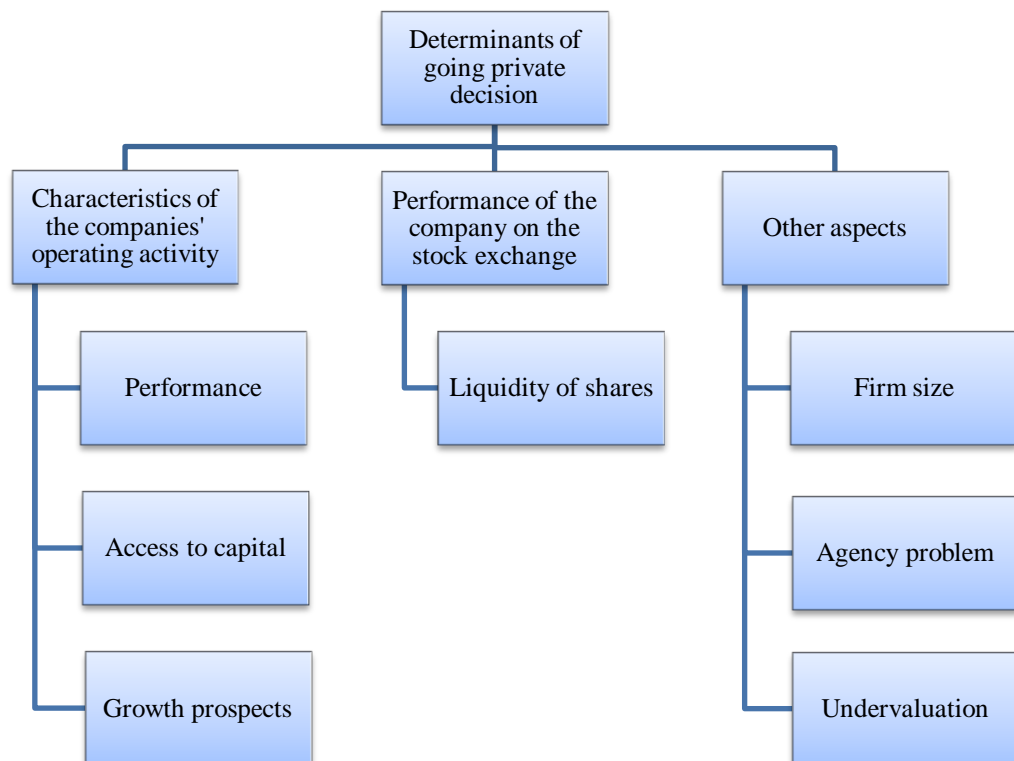 Determinants of
going private
decision
Characteristics of
the companies'
operating activity
Performance of the
company on the
stock exchange
Other aspects
Performance
Liquidity of shares
Firm size
Access to capital
Agency problem
Growth prospects
Undervaluation